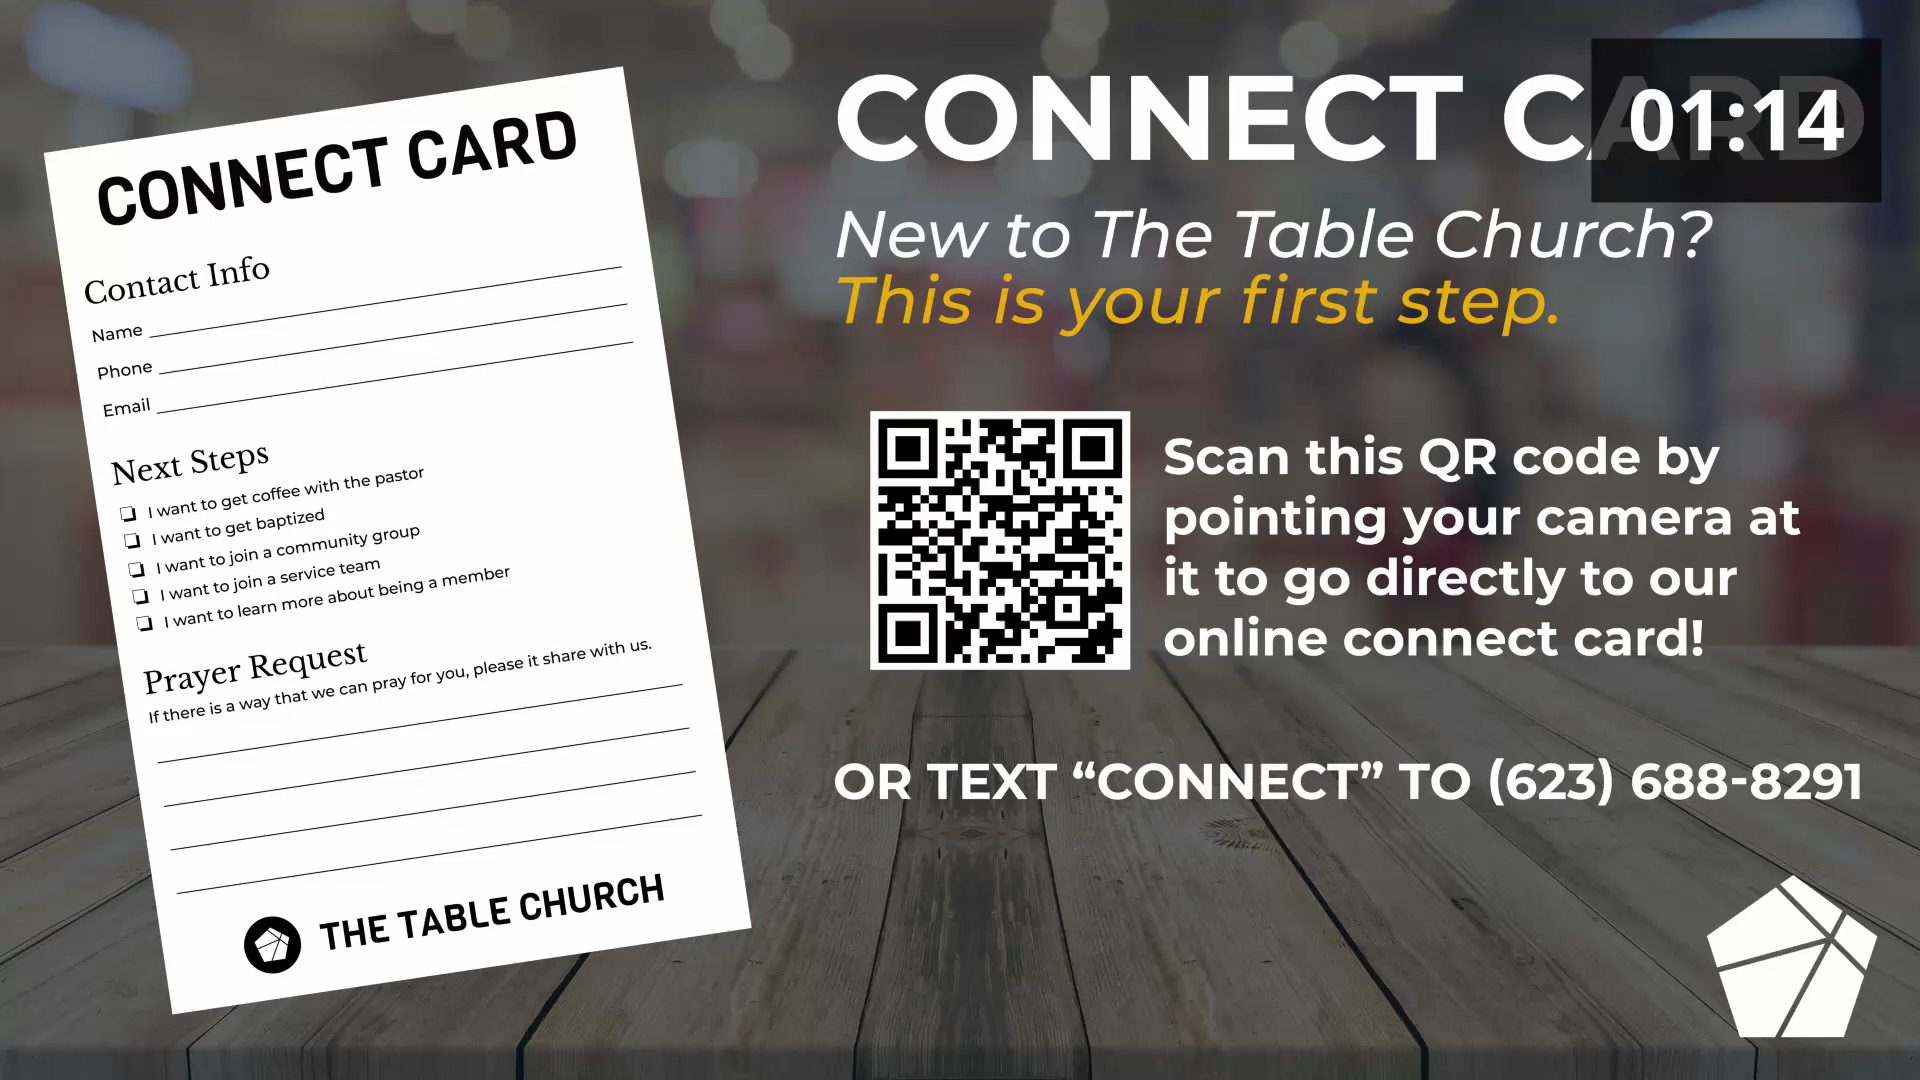 CONNECT CARD
Contact Info
Name
Phone
Email
Next Steps
I want to get coffee with the pastor
I want to get baptized
I want to join a community group
I want to join a service team
I want to learn more about being a member
Prayer Request
If there is a way that we can pray for you, please it share with us.
THE TABLE CHURCH
CONNECT CARD
01:14
New to The Table Church?
This is your first step.
Scan this QR code by
pointing your camera at
it to go directly to our
online connect card!
OR TEXT “CONNECT” TO (623) 688-8291